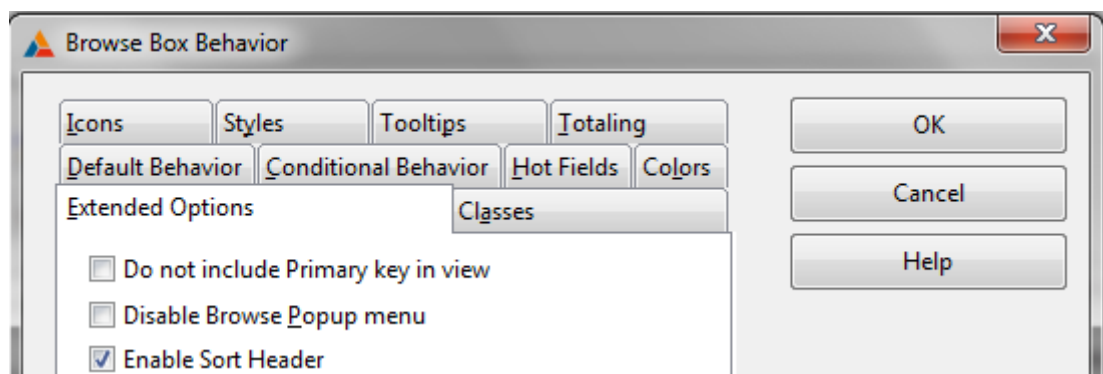 Browse Box Behavior
Icons Styles Tooltips Totaling
Default Behavior Conditional Behavior Hot Fields Colors
Extended Options Classes
Do not include Primary key in view
Disable Browse Popup menu
Enable Sort Header
OK
Cancel
Help